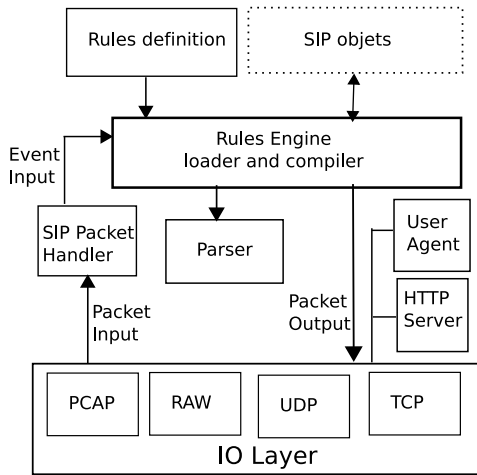 Rules definition
SIP objets
Rules Engine
loader and compiler
Event
Input
SIP Packet
Handler
Parser
User
Agent
Packet
Input
Packet
Output
HTTP
Server
PCAP
RAW
UDP
TCP
IO Layer